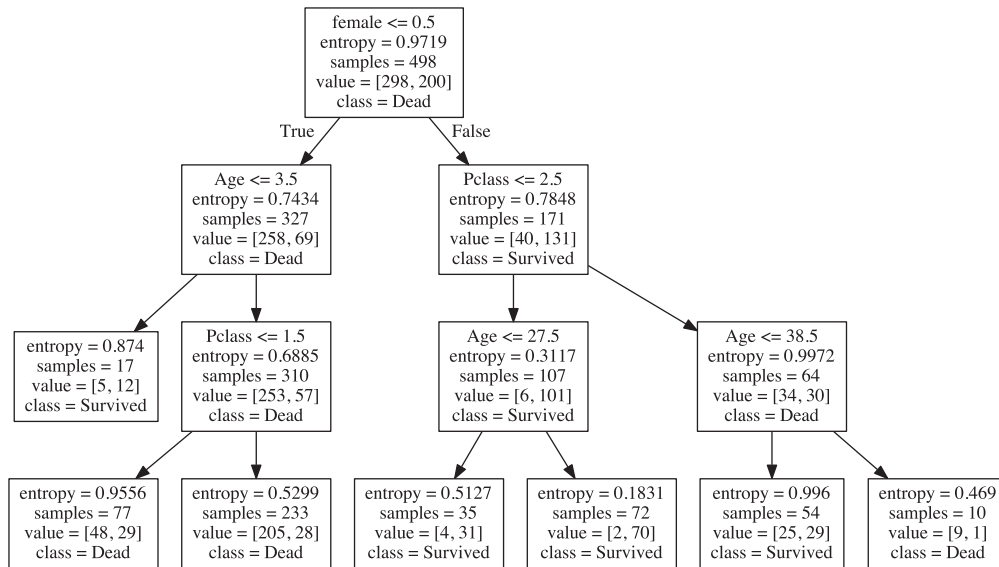 female <= 0.5
entropy = 0.9719
samples = 498
value = [298, 200]
class = Dead
True
False
Age <= 3.5
entropy = 0.7434
samples = 327
value = [258, 69]
class = Dead
Pclass <= 2.5
entropy = 0.7848
samples = 171
value = [40, 131]
class = Survived
entropy = 0.874
samples = 17
value = [5, 12]
class = Survived
Pclass <= 1.5
entropy = 0.6885
samples = 310
value = [253, 57]
class = Dead
Age <= 27.5
entropy = 0.3117
samples = 107
value = [6, 101]
class = Survived
Age <= 38.5
entropy = 0.9972
samples = 64
value = [34, 30]
class = Dead
entropy = 0.9556
samples = 77
value = [48, 29]
class = Dead
entropy = 0.5299
samples = 233
value = [205, 28]
class = Dead
entropy = 0.5127
samples = 35
value = [4, 31]
class = Survived
entropy = 0.1831
samples = 72
value = [2, 70]
class = Survived
entropy = 0.996
samples = 54
value = [25, 29]
class = Survived
entropy = 0.469
samples = 10
value = [9, 1]
class = Dead